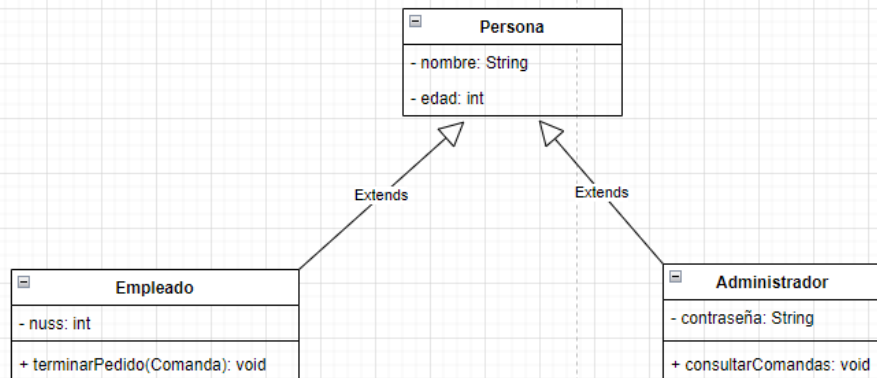 Persona
- nombre: String
- edad: int
Extends
Extends
Empleado
- nuss: int
+ terminarPedido(Comanda): void
Administrador
- contraseña: String
+ consultarComandas: void